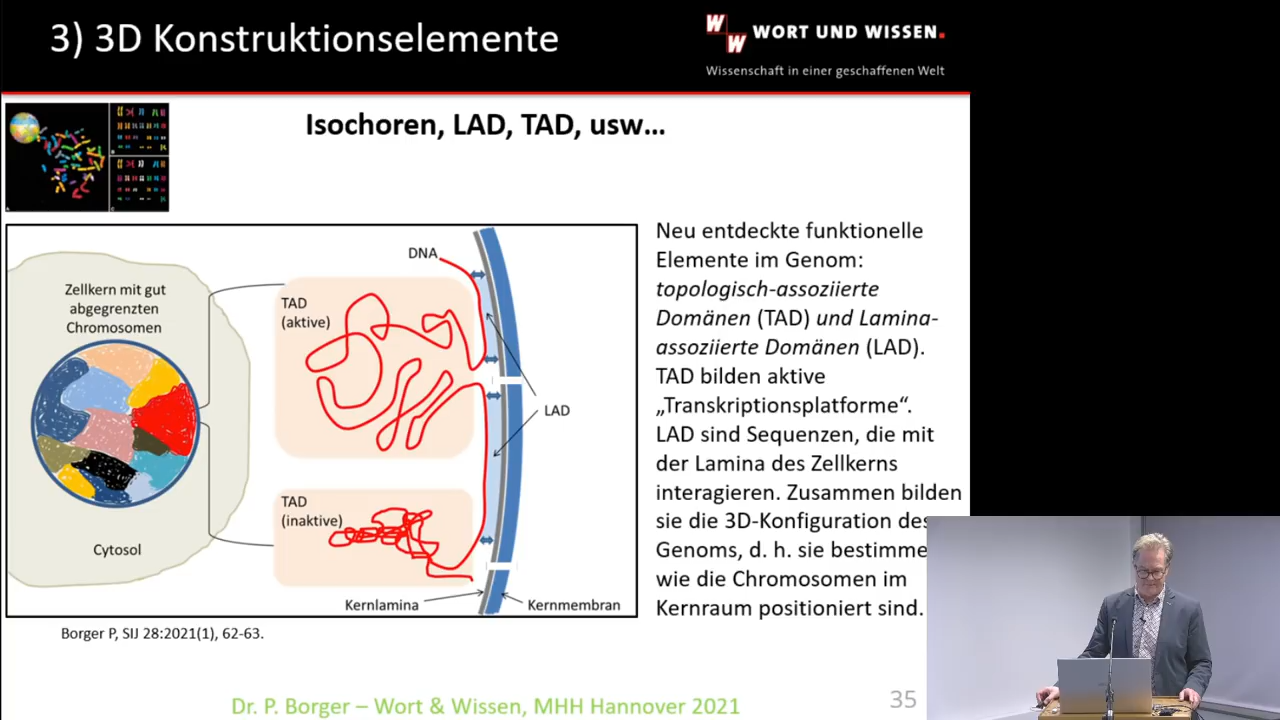 3) 3D Konstruktionselemente
W
W
WORT UND WISSEN.
Wissenschaft in einer geschaffenen Welt
Isochoren, LAD, TAD, usw...
Zellkern mit gut
abgegrenzten
Chromosomen
Cytosol
DNA
TAD
(aktive)
LAD
TAD
(inaktive)
Kernlamina
Kernmembran
Borger P, SIJ 28:2021(1), 62-63.
Neu entdeckte funktionelle
Elemente im Genom:
topologisch-assoziierte
Domänen (TAD) und Lamina-
assoziierte Domänen (LAD).
TAD bilden aktive
„Transkriptionsplatforme“.
LAD sind Sequenzen, die mit
der Lamina des Zellkerns
interagieren. Zusammen bilden
sie die 3D-Konfiguration des
Genoms, d. h. sie bestimme
wie die Chromosomen im
Kernraum positioniert sind.
Dr. P. Borger – Wort & Wissen, MHH Hannover 2021
35